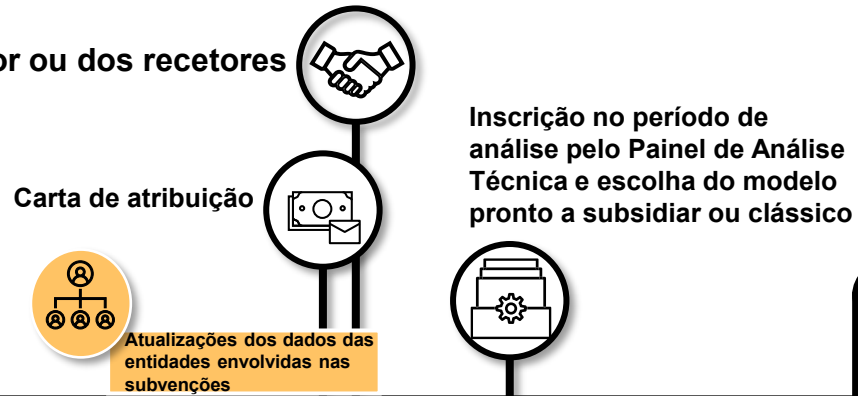 ou dos recetores
Carta de atribuição
Atualizações dos dados das
entidades envolvidas nas
subvenções
Inscrição no período de
análise pelo Painel de Análise
Técnica e escolha do modelo
pronto a subsidiar ou clássico